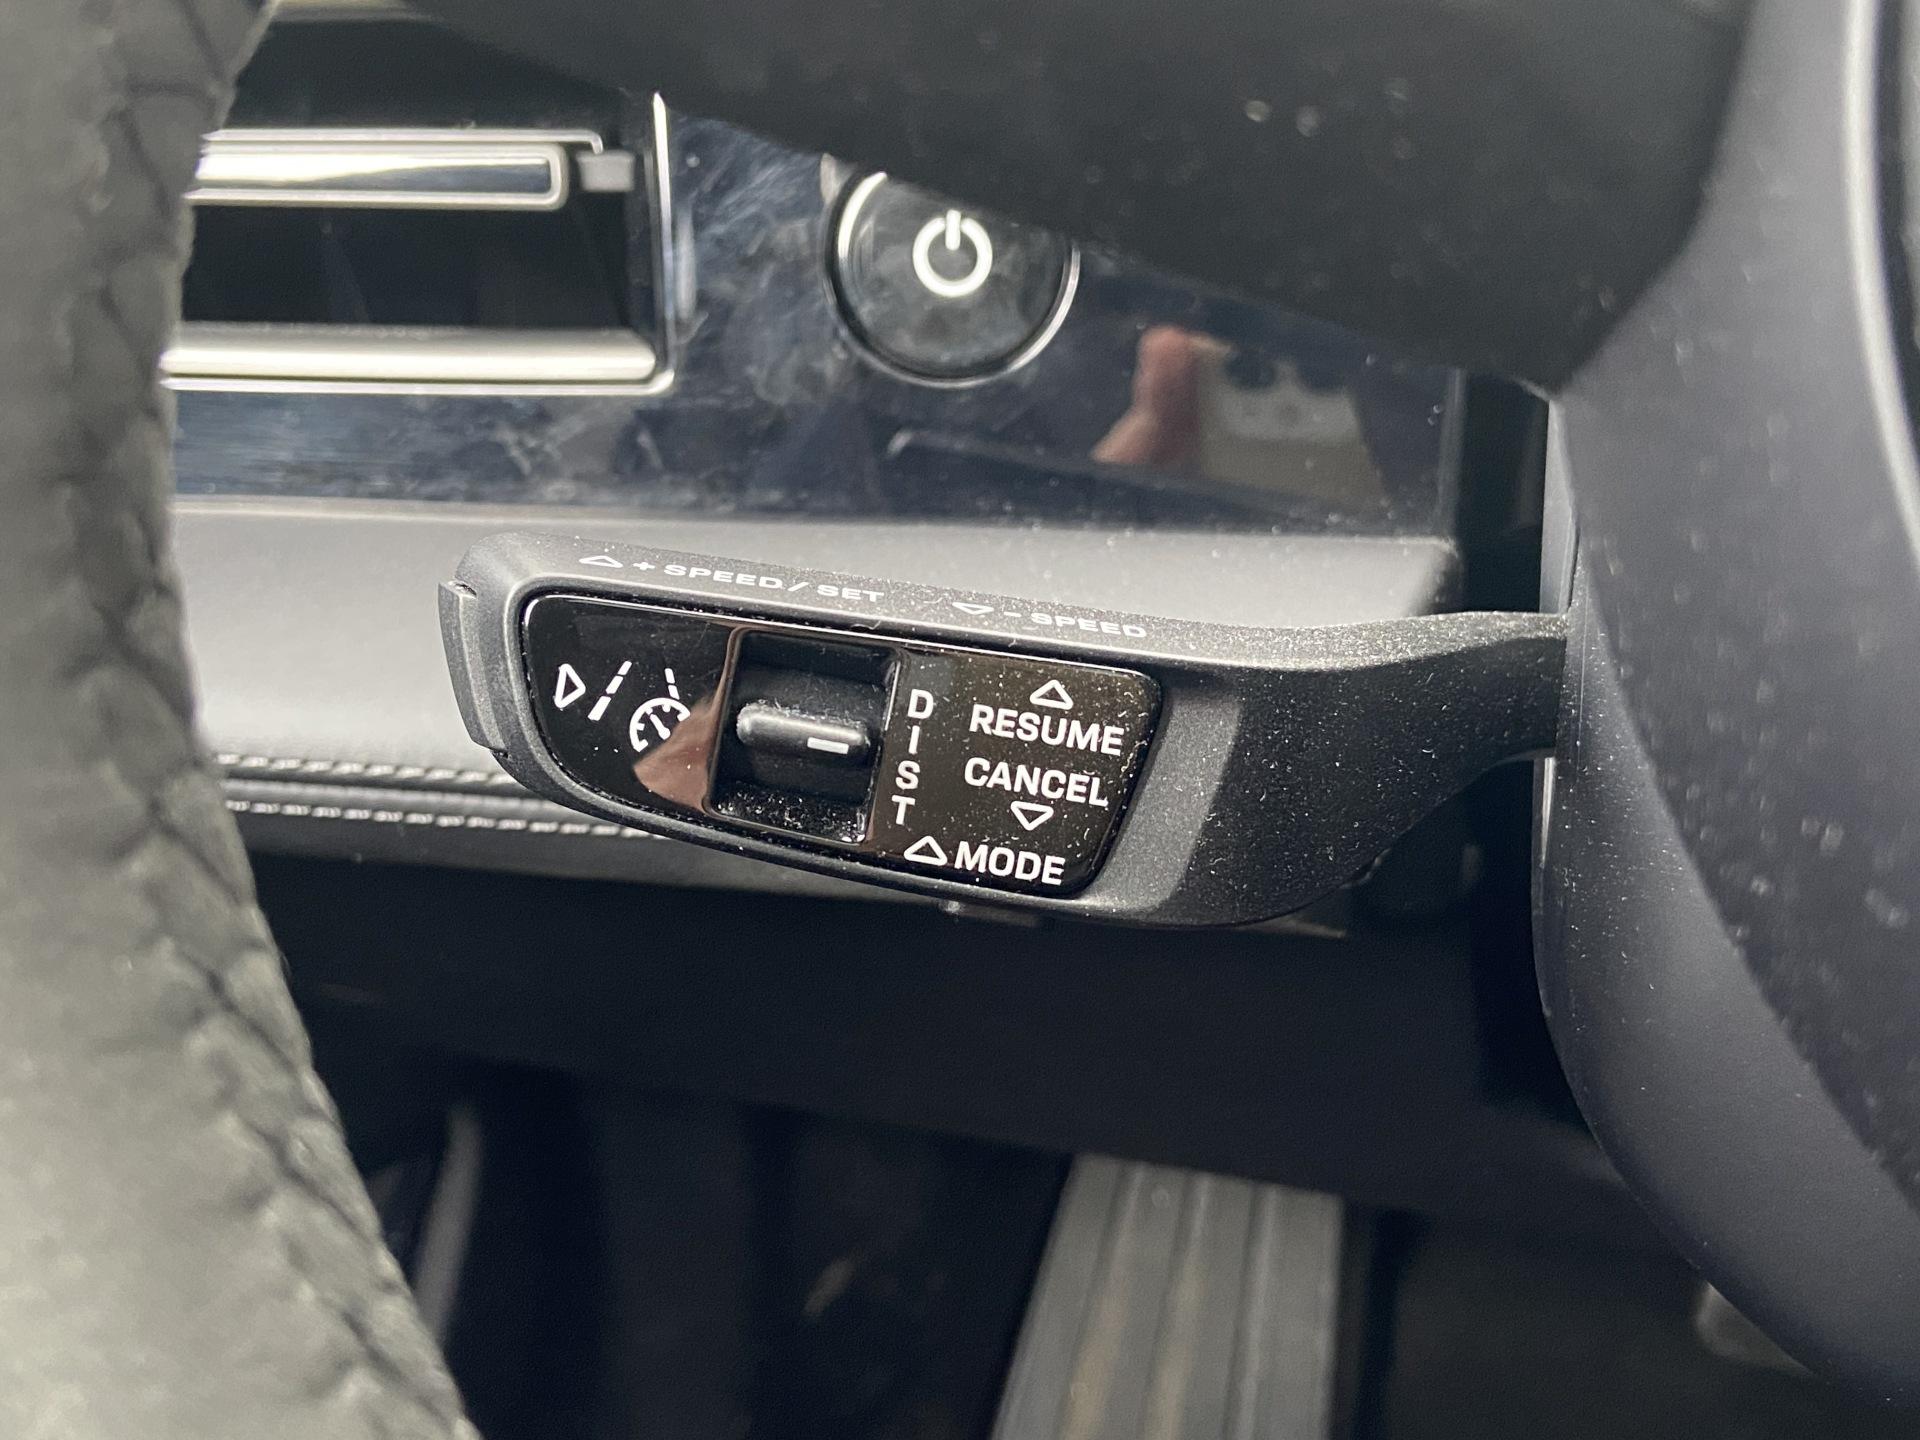 + SPEED / SET
- SPEED
DIST
RESUME
CANCEL
MODE